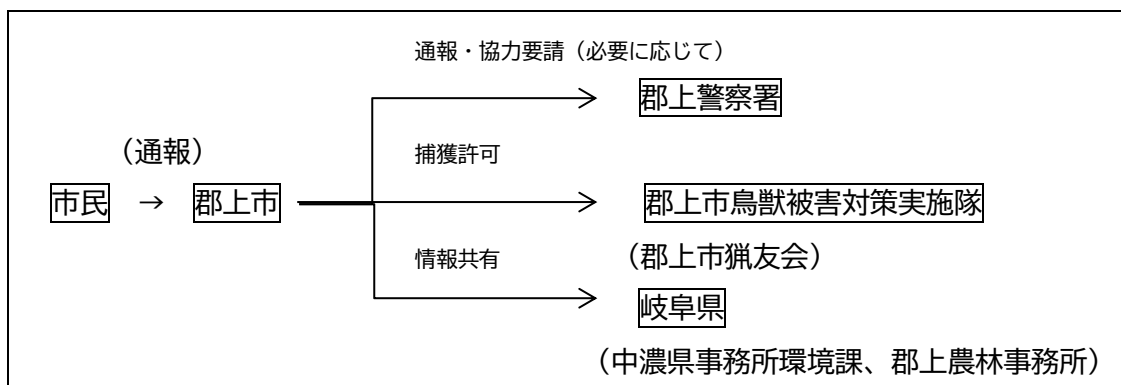 通報・協力要請（必要に応じて）
郡上警察署
（通報）
捕獲許可
市民 → 郡上市
郡上市鳥獣被害対策実施隊
情報共有
（郡上市猟友会）
岐阜県
（中濃県事務所環境課、郡上農林事務所）